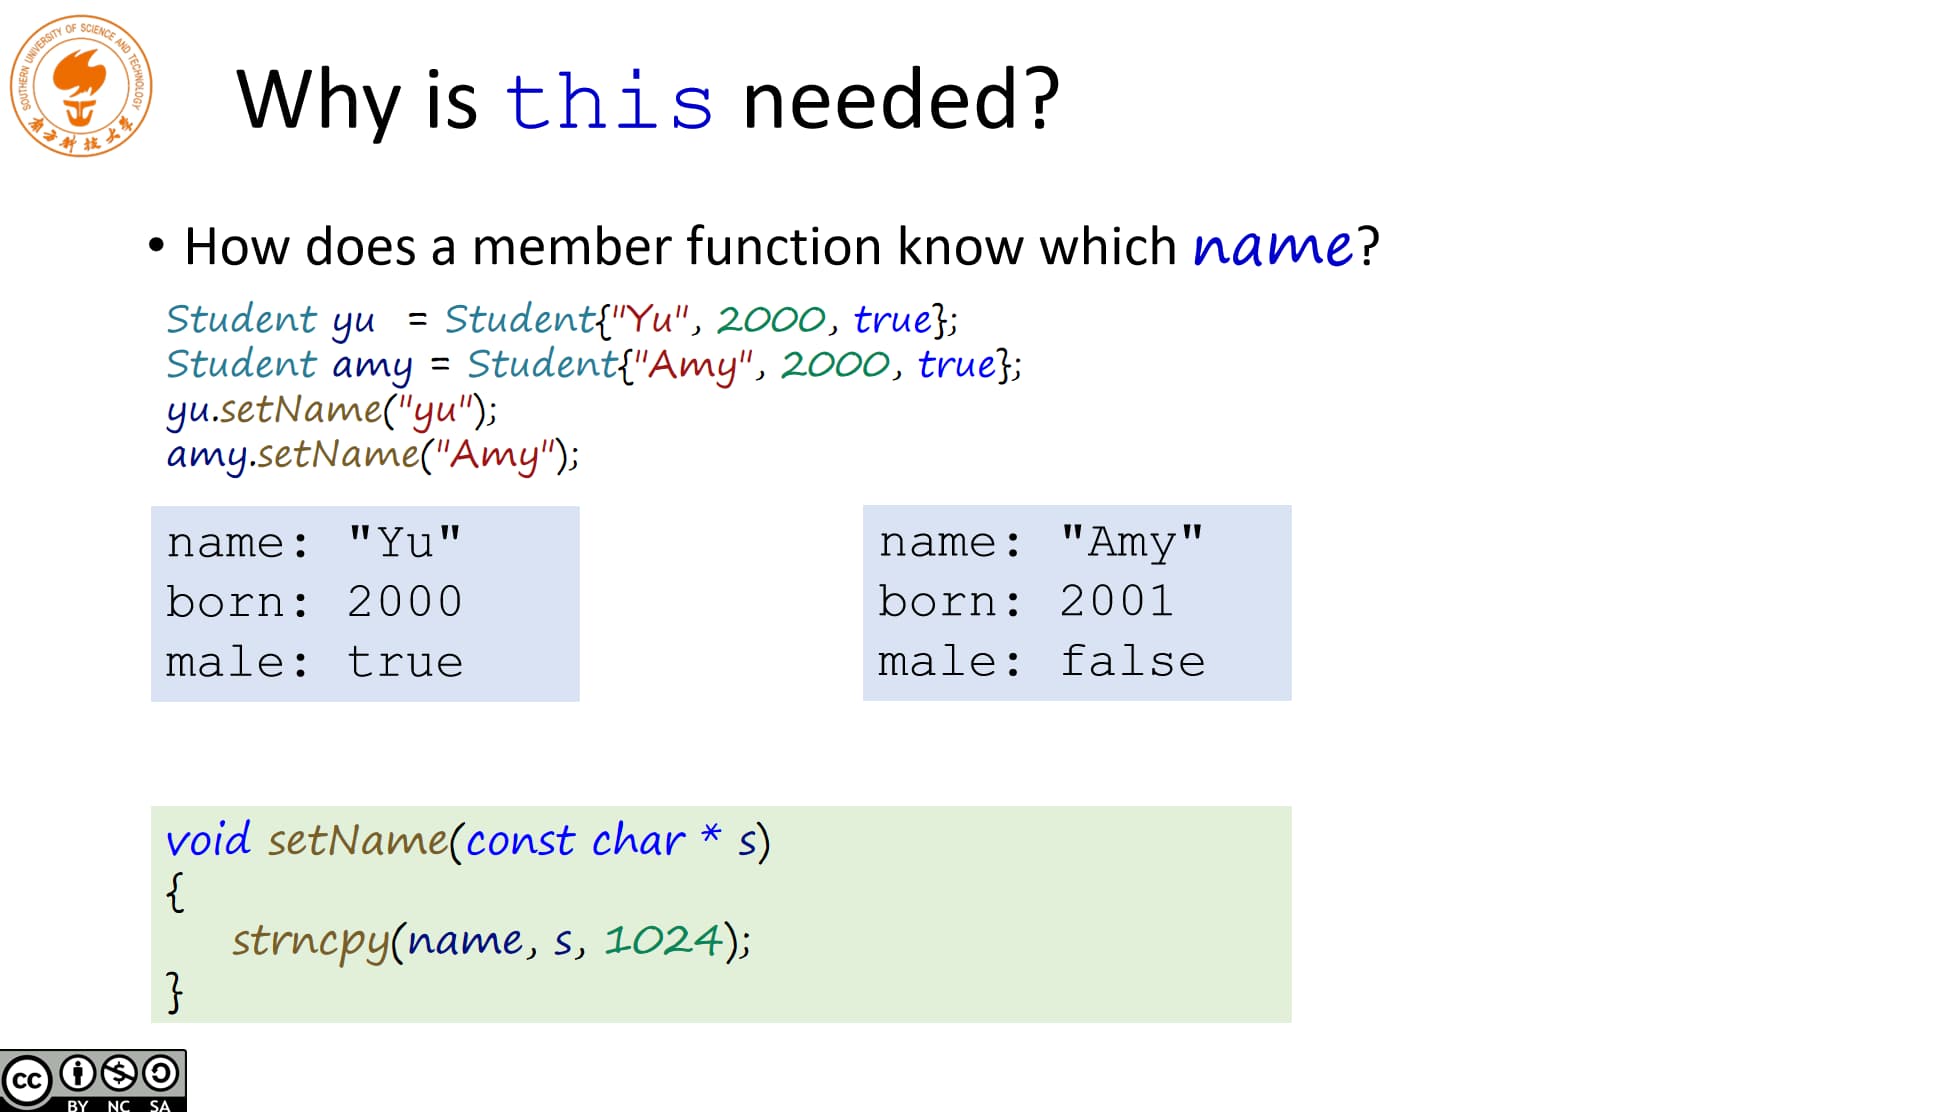 SOUTHERN UNIVERSITY OF SCIENCE AND TECHNOLOGY
南方科技大学
Why is this needed?
• How does a member function know which name?
Student yu = Student{"Yu", 2000, true};
Student amy = Student{"Amy", 2000, true};
yu.setName("yu");
amy.setName("Amy");
name: "Yu"
born: 2000
male: true
name: "Amy"
born: 2001
male: false
void setName(const char * s)
{
strncpy(name, s, 1024);
}
cc
BY NC SA